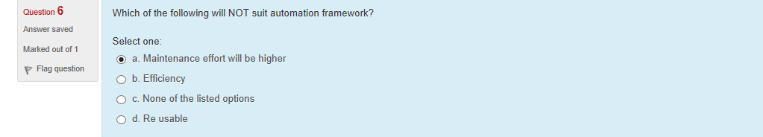 Question 6
Answer saved
Marked out of 1
Flag question
Which of the following will NOT suit automation framework?
Select one:
a. Maintenance effort will be higher
b. Efficiency
c. None of the listed options
d. Re usable